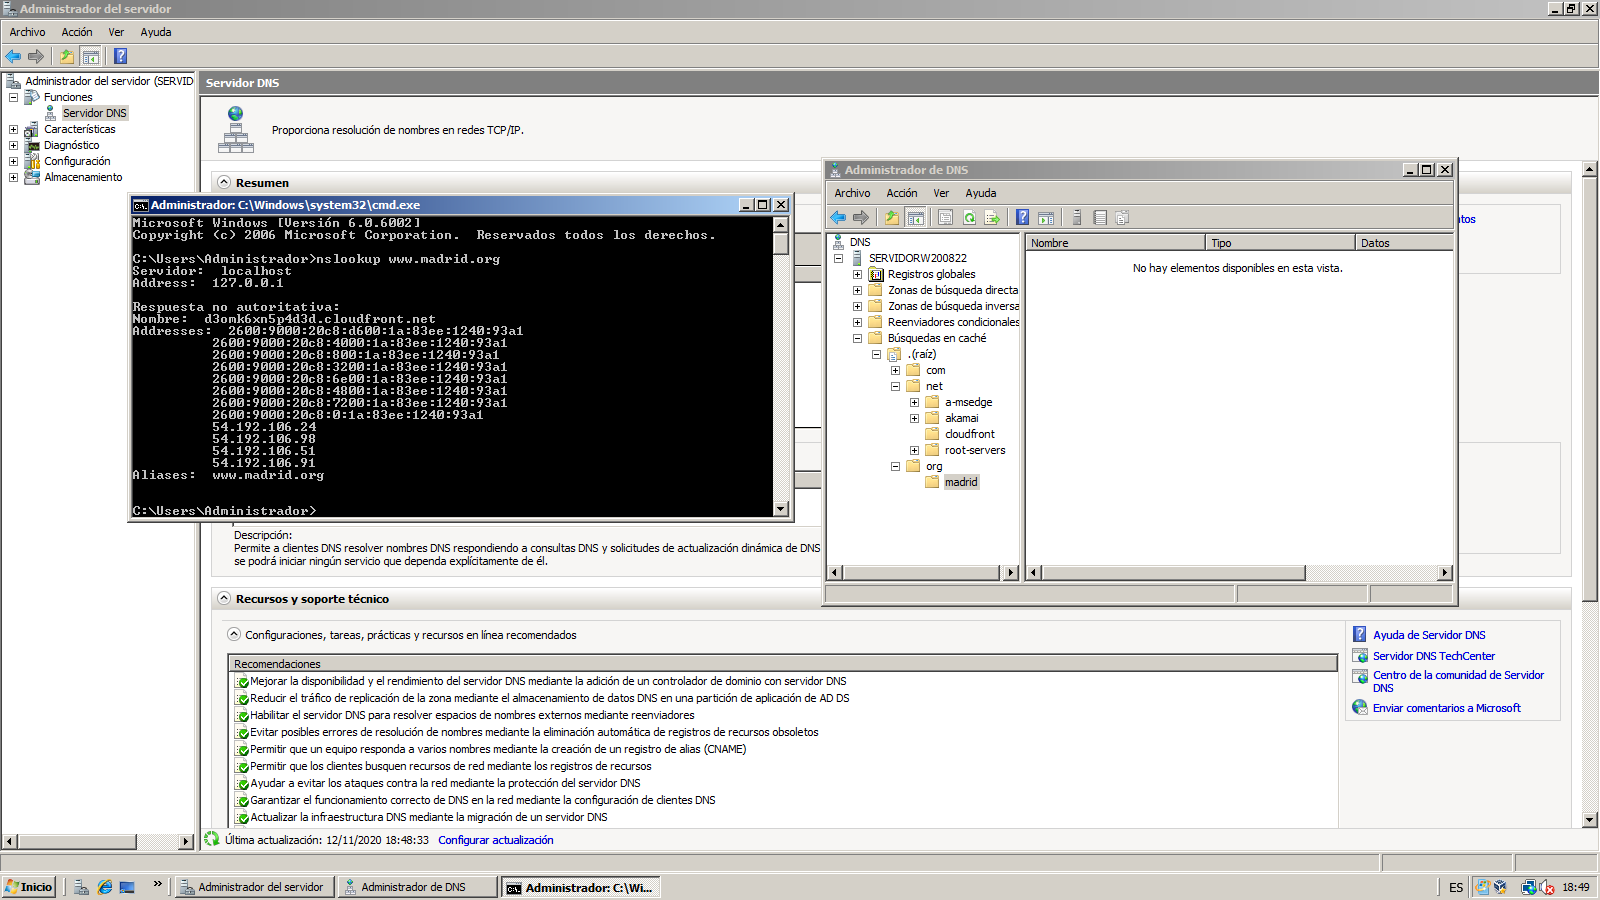 Administrador del servidor
Archivo Acción Ver Ayuda
Administrador del servidor (SERVID
Funciones
Servidor DNS
Características
Diagnóstico
Configuración
Almacenamiento
Servidor DNS
Proporciona resolución de nombres en redes TCP/IP.
Resumen
Administrador: C:\Windows\system32\cmd.exe
Microsoft Windows [Versión 6.0.6002]
Copyright (c) 2006 Microsoft Corporation.  Reservados todos los derechos.
C:\Users\Administrador>nslookup www.madrid.org
Servidor:  localhost
Address:  127.0.0.1
Respuesta no autoritativa:
Nombre:  d3omk6xn5p4d3d.cloudfront.net
Addresses:  2600:9000:20c8:d600:1a:83ee:1240:93a1
2600:9000:20c8:4000:1a:83ee:1240:93a1
2600:9000:20c8:800:1a:83ee:1240:93a1
2600:9000:20c8:3200:1a:83ee:1240:93a1
2600:9000:20c8:6e00:1a:83ee:1240:93a1
2600:9000:20c8:4800:1a:83ee:1240:93a1
2600:9000:20c8:7200:1a:83ee:1240:93a1
2600:9000:20c8:0:1a:83ee:1240:93a1
54.192.106.24
54.192.106.98
54.192.106.51
54.192.106.91
Aliases:  www.madrid.org
C:\Users\Administrador>
Administrador de DNS
Archivo Acción Ver Ayuda
DNS
SERVIDORW200822
Registros globales
Zonas de búsqueda directa
Zonas de búsqueda inversa
Reenviadores condicionales
Búsquedas en caché
.(raíz)
com
net
a-msedge
akamai
cloudfront
root-servers
org
madrid
Nombre Tipo Datos
No hay elementos disponibles en esta vista.
tos
Descripción:
Permite a clientes DNS resolver nombres DNS respondiendo a consultas DNS y solicitudes de actualización dinámica de DNS
se podrá iniciar ningún servicio que dependa explícitamente de él.
Recursos y soporte técnico
Configuraciones, tareas, prácticas y recursos en línea recomendados
Recomendaciones
Mejorar la disponibilidad y el rendimiento del servidor DNS mediante la adición de un controlador de dominio con servidor DNS
Reducir el tráfico de replicación de la zona mediante el almacenamiento de datos DNS en una partición de aplicación de AD DS
Habilitar el servidor DNS para resolver espacios de nombres externos mediante reenviadores
Evitar posibles errores de resolución de nombres mediante la eliminación automática de registros de recursos obsoletos
Permitir que un equipo responda a varios nombres mediante la creación de un registro de alias (CNAME)
Permitir que los clientes busquen recursos de red mediante los registros de recursos
Ayudar a evitar los ataques contra la red mediante la protección del servidor DNS
Garantizar el funcionamiento correcto de DNS en la red mediante la configuración de clientes DNS
Actualizar la infraestructura DNS mediante la migración de un servidor DNS
Ayuda de Servidor DNS
Servidor DNS TechCenter
Centro de la comunidad de Servidor
DNS
Enviar comentarios a Microsoft
Última actualización: 12/11/2020 18:48:33 Configurar actualización
Inicio » Administrador del servidor Administrador de DNS Administrador: C:\Wi... ES 18:49